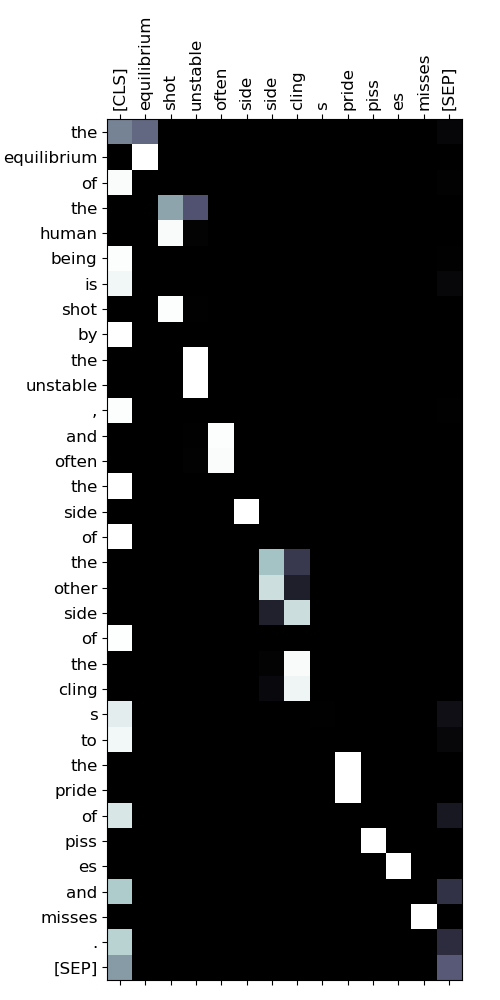 [CLS]
equilibrium
shot
unstable
often
side
side
cling
s
pride
piss
es
misses
[SEP]
the
equilibrium
of
the
human
being
is
shot
by
the
unstable
,
and
often
the
side
of
the
other
side
of
the
cling
s
to
the
pride
of
piss
es
and
misses
.
[SEP]